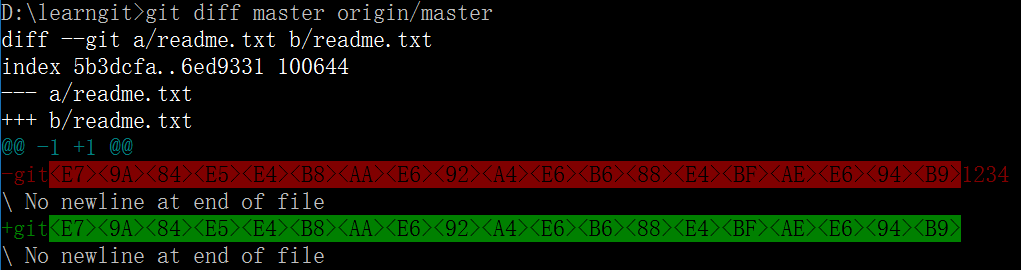 D:\learngit>git diff master origin/master
diff --git a/readme.txt b/readme.txt
index 5b3dcfa..6ed9331 100644
--- a/readme.txt
+++ b/readme.txt
@@ -1 +1 @@
-git<E7><9A><84><E5><E4><B8><AA><E6><92><A4><E6><B6><88><E4><BF><AE><E6><94><B9>1234
\ No newline at end of file
+git<E7><9A><84><E5><E4><B8><AA><E6><92><A4><E6><B6><88><E4><BF><AE><E6><94><B9>
\ No newline at end of file